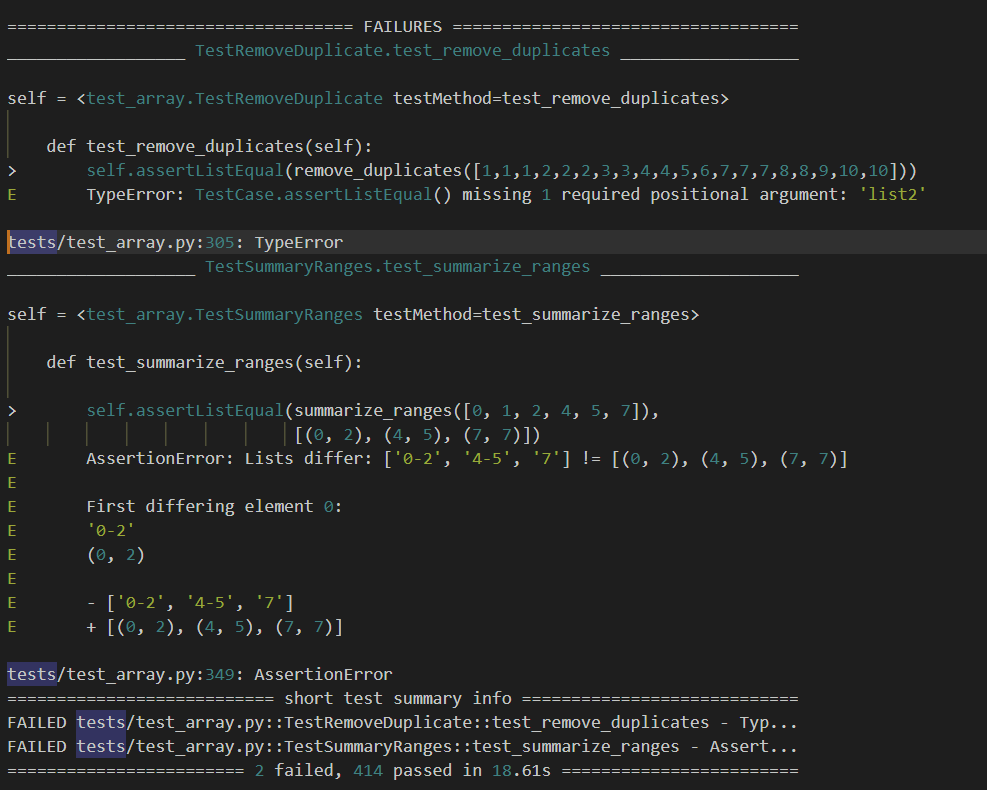 =================================== FAILURES ===================================
__________________ TestRemoveDuplicate.test_remove_duplicates __________________
self = <test_array.TestRemoveDuplicate testMethod=test_remove_duplicates>
    def test_remove_duplicates(self):
>       self.assertListEqual(remove_duplicates([1,1,1,2,2,2,3,3,4,4,5,6,7,7,7,8,8,9,10,10]))
E       TypeError: TestCase.assertListEqual() missing 1 required positional argument: 'list2'
tests/test_array.py:305: TypeError
___________________ TestSummaryRanges.test_summarize_ranges ____________________
self = <test_array.TestSummaryRanges testMethod=test_summarize_ranges>
    def test_summarize_ranges(self):
>       self.assertListEqual(summarize_ranges([0, 1, 2, 4, 5, 7]),
                             [(0, 2), (4, 5), (7, 7)])
E       AssertionError: Lists differ: ['0-2', '4-5', '7'] != [(0, 2), (4, 5), (7, 7)]
E
E       First differing element 0:
E       '0-2'
E       (0, 2)
E
E       - ['0-2', '4-5', '7']
E       + [(0, 2), (4, 5), (7, 7)]
tests/test_array.py:349: AssertionError
=========================== short test summary info ============================
FAILED tests/test_array.py::TestRemoveDuplicate::test_remove_duplicates - Typ...
FAILED tests/test_array.py::TestSummaryRanges::test_summarize_ranges - Assert...
======================== 2 failed, 414 passed in 18.61s ========================